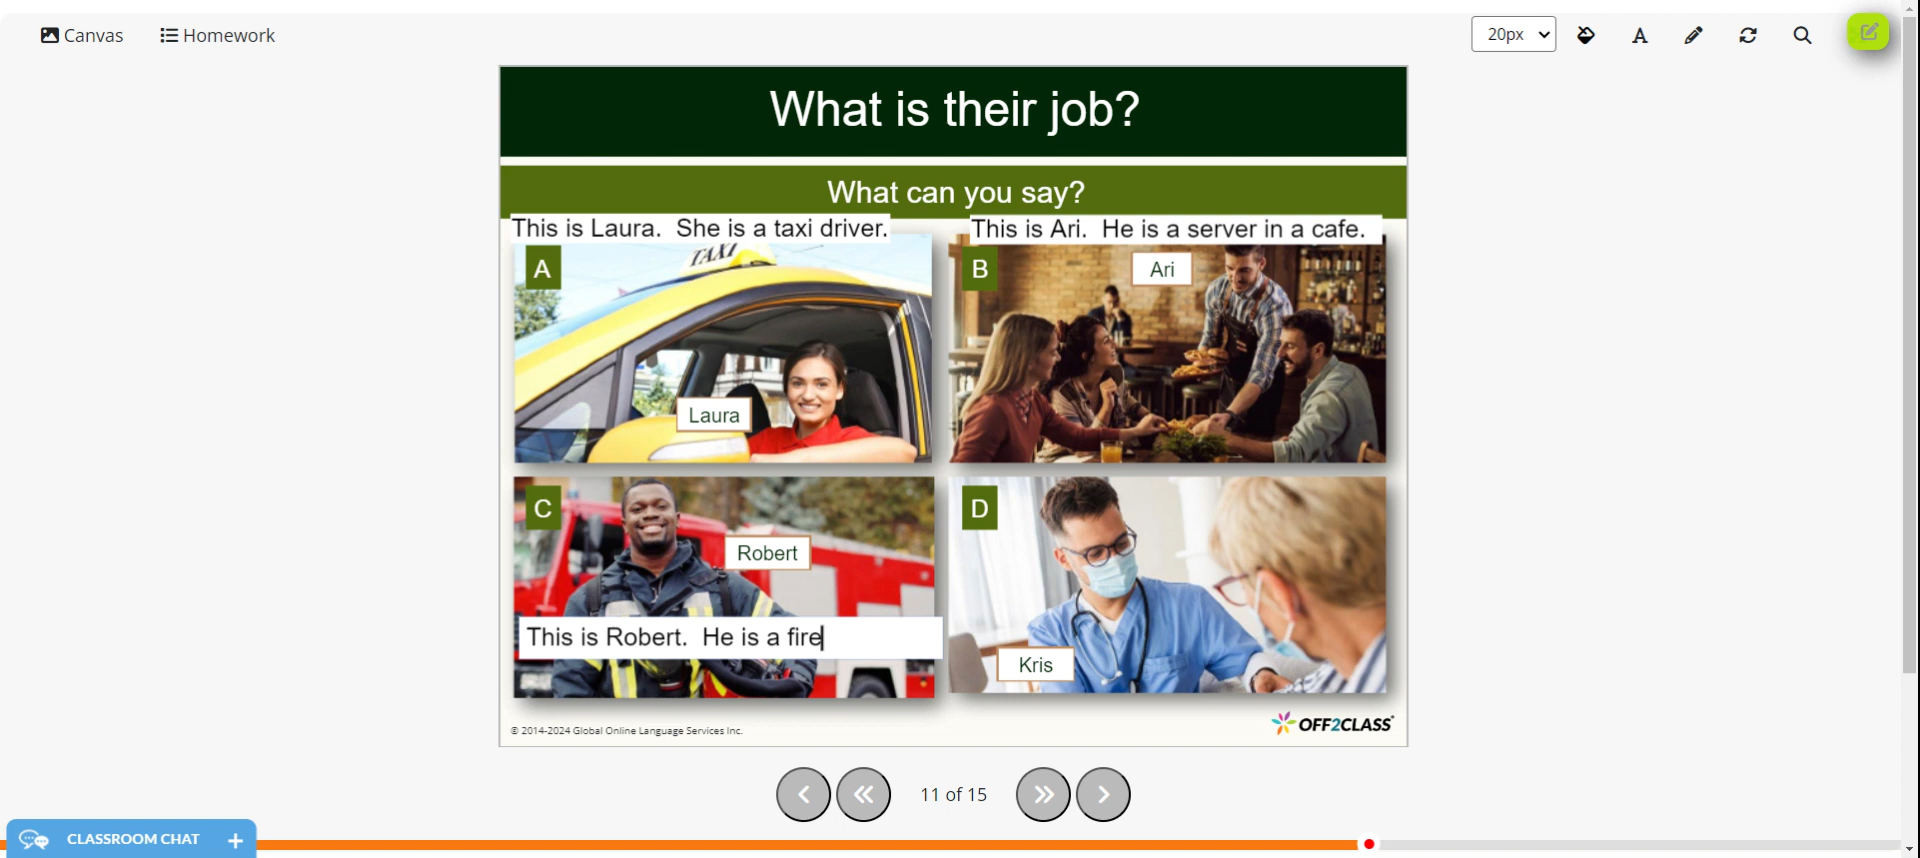 Canvas
Homework
20px
What is their job?
What can you say?
This is Laura. She is a taxi driver.
This is Ari. He is a server in a cafe.
TAXI
A
B
Ari
Laura
C
D
Robert
This is Robert. He is a fire
Kris
© 2014-2024 Global Online Language Services Inc.
OFF2CLASS
11 of 15
CLASSROOM CHAT +